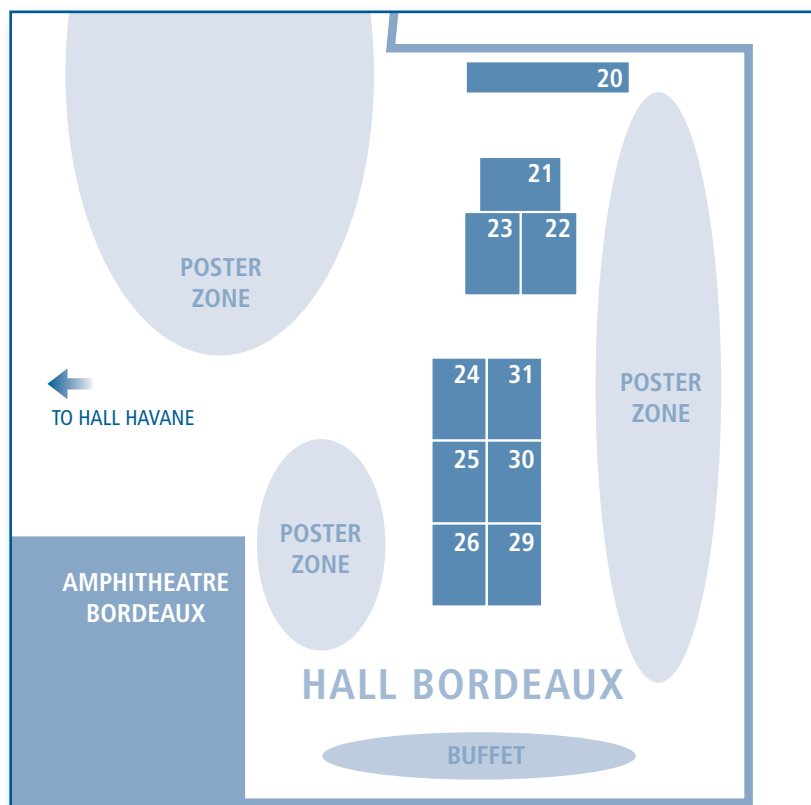 20
21
23 22
POSTER
ZONE
24 31
POSTER
ZONE
TO HALL HAVANE
25 30
POSTER
ZONE
26 29
AMPHITHEATRE
BORDEAUX
HALL BORDEAUX
BUFFET